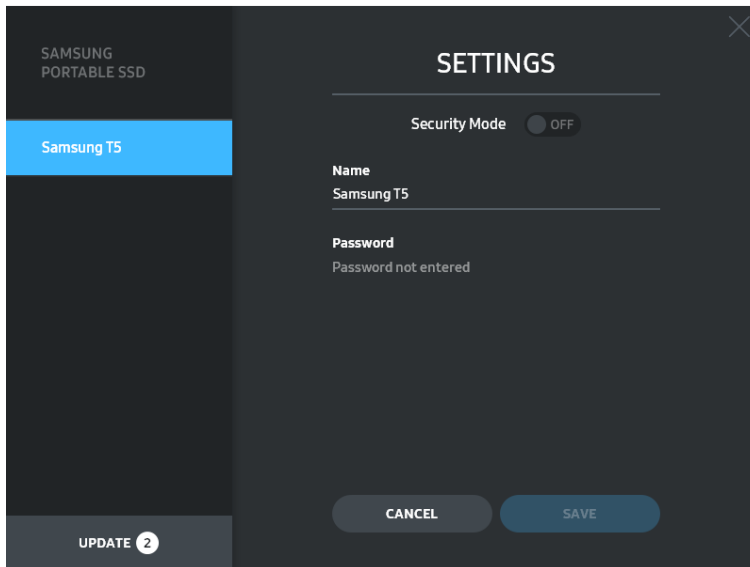 SAMSUNG
PORTABLE SSD
Samsung T5
SETTINGS
Security Mode OFF
Name
Samsung T5
Password
Password not entered
CANCEL SAVE
UPDATE 2